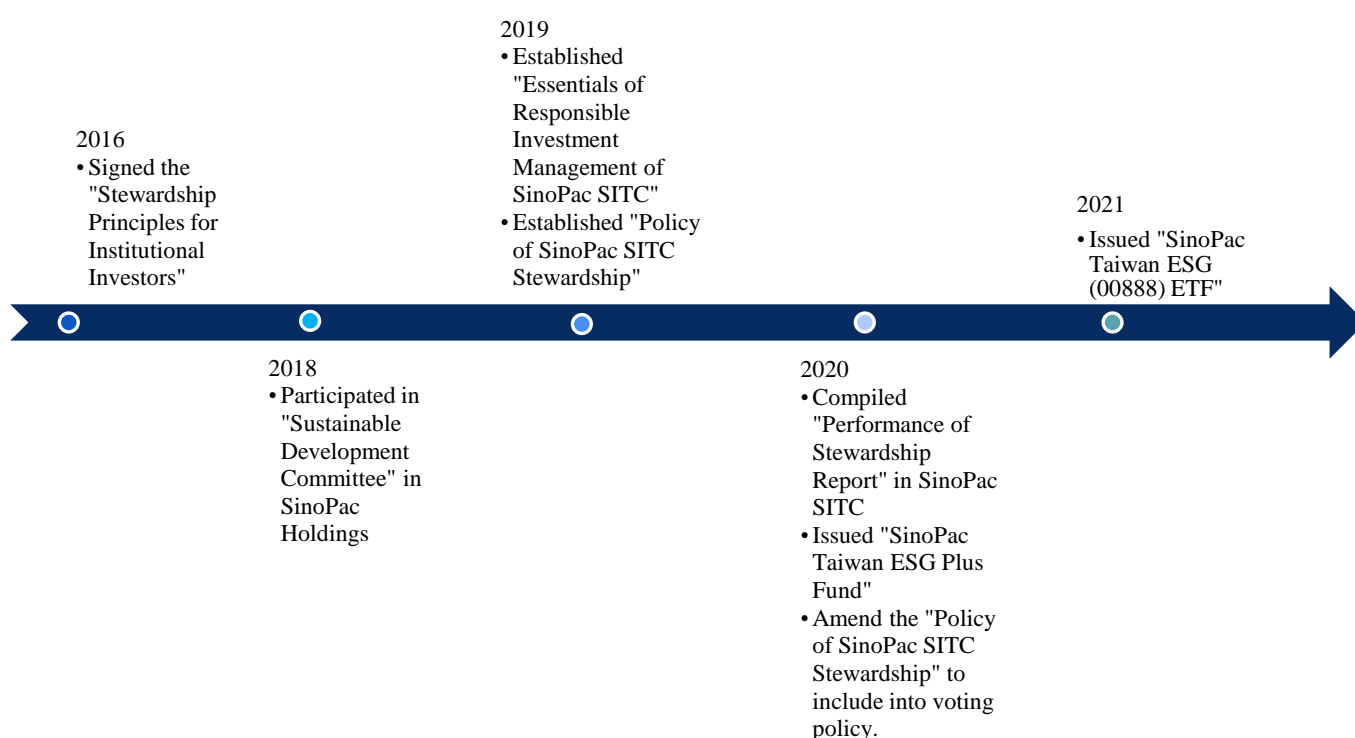 2016
• Signed the
"Stewardship
Principles for
Institutional
Investors"
2018
• Participated in
"Sustainable
Development
Committee" in
SinoPac
Holdings
2019
• Established
"Essentials of
Responsible
Investment
Management of
SinoPac SITC"
• Established "Policy
of SinoPac SITC
Stewardship"
2020
• Compiled
"Performance of
Stewardship
Report" in SinoPac
SITC
• Issued "SinoPac
Taiwan ESG Plus
Fund"
• Amend the "Policy
of SinoPac SITC
Stewardship" to
include into voting
policy.
2021
• Issued "SinoPac
Taiwan ESG
(00888) ETF"